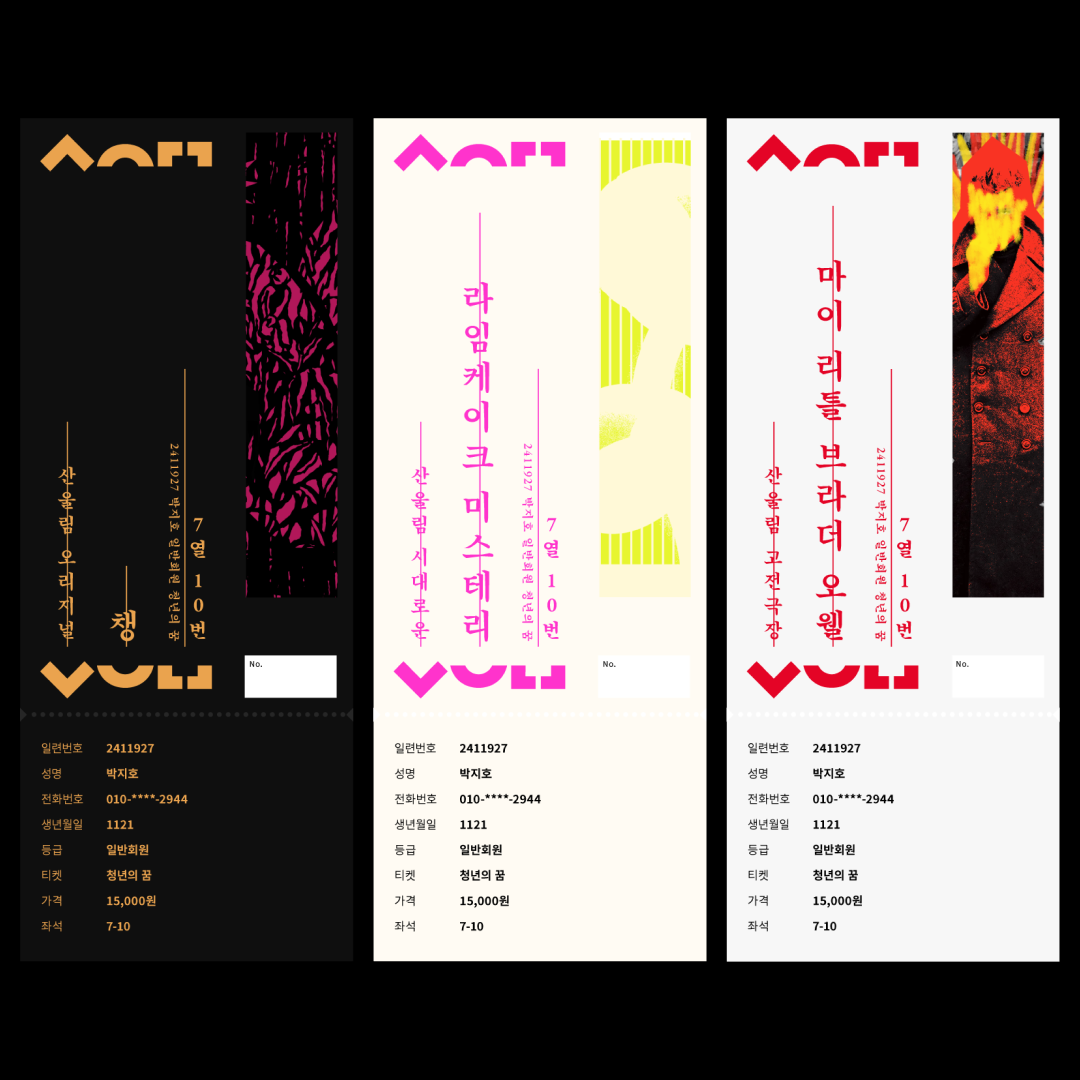 산울림 오리지널
챙
2411927 박지호 일반회원 청년의 꿈
7열 10번
No.
일련번호 2411927
성명 박지호
전화번호 010-****-2944
생년월일 1121
등급 일반회원
티켓 청년의 꿈
가격 15,000원
좌석 7-10
산울림 시대로운
라임케이크 미스테리
2411927 박지호 일반회원 청년의 꿈
7열 10번
No.
일련번호 2411927
성명 박지호
전화번호 010-****-2944
생년월일 1121
등급 일반회원
티켓 청년의 꿈
가격 15,000원
좌석 7-10
산울림 고전극장
마이 리틀 브라더 오웰
2411927 박지호 일반회원 청년의 꿈
7열 10번
No.
일련번호 2411927
성명 박지호
전화번호 010-****-2944
생년월일 1121
등급 일반회원
티켓 청년의 꿈
가격 15,000원
좌석 7-10